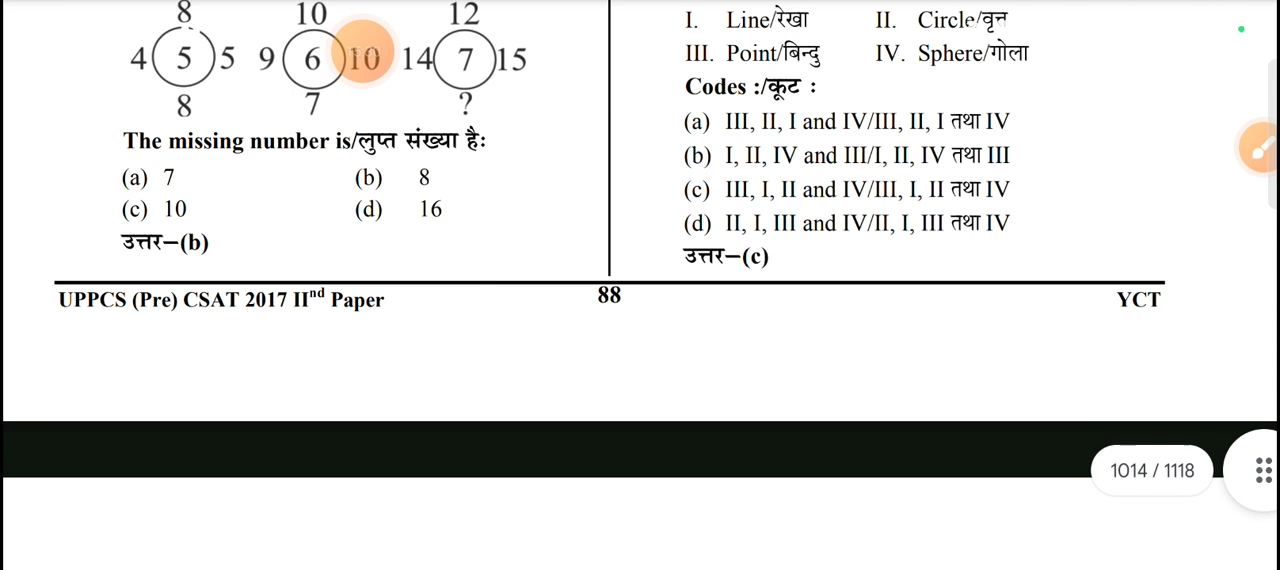 8 10 12
4 5 5 9 6 10 14 7 15
8 7 ?
The missing number is/लुप्त संख्या है:
(a) 7 (b) 8
(c) 10 (d) 16
उत्तर–(b)
I. Line/रेखा II. Circle/वृत्त
III. Point/बिन्दु IV. Sphere/गोला
Codes :/कूट :
(a) III, II, I and IV/III, II, I तथा IV
(b) I, II, IV and III/I, II, IV तथा III
(c) III, I, II and IV/III, I, II तथा IV
(d) II, I, III and IV/II, I, III तथा IV
उत्तर–(c)
UPPCS (Pre) CSAT 2017 IInd Paper 88 YCT
1014 / 1118